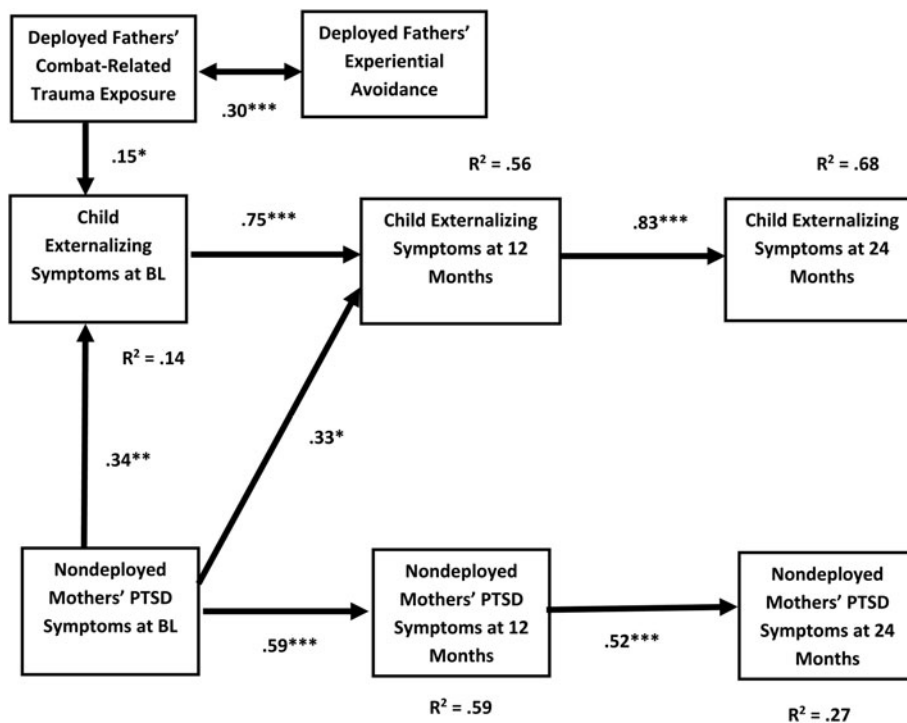 Deployed Fathers'
Combat-Related
Trauma Exposure
Deployed Fathers'
Experiential
Avoidance
.30***
.15*
R² = .56
R² = .68
Child
Externalizing
Symptoms at BL
.75***
Child Externalizing
Symptoms at 12
Months
.83***
Child Externalizing
Symptoms at 24
Months
R² = .14
.34**
.33*
Nondeployed
Mothers' PTSD
Symptoms at BL
.59***
Nondeployed
Mothers' PTSD
Symptoms at 12
Months
.52***
Nondeployed
Mothers' PTSD
Symptoms at 24
Months
R² = .59
R² = .27